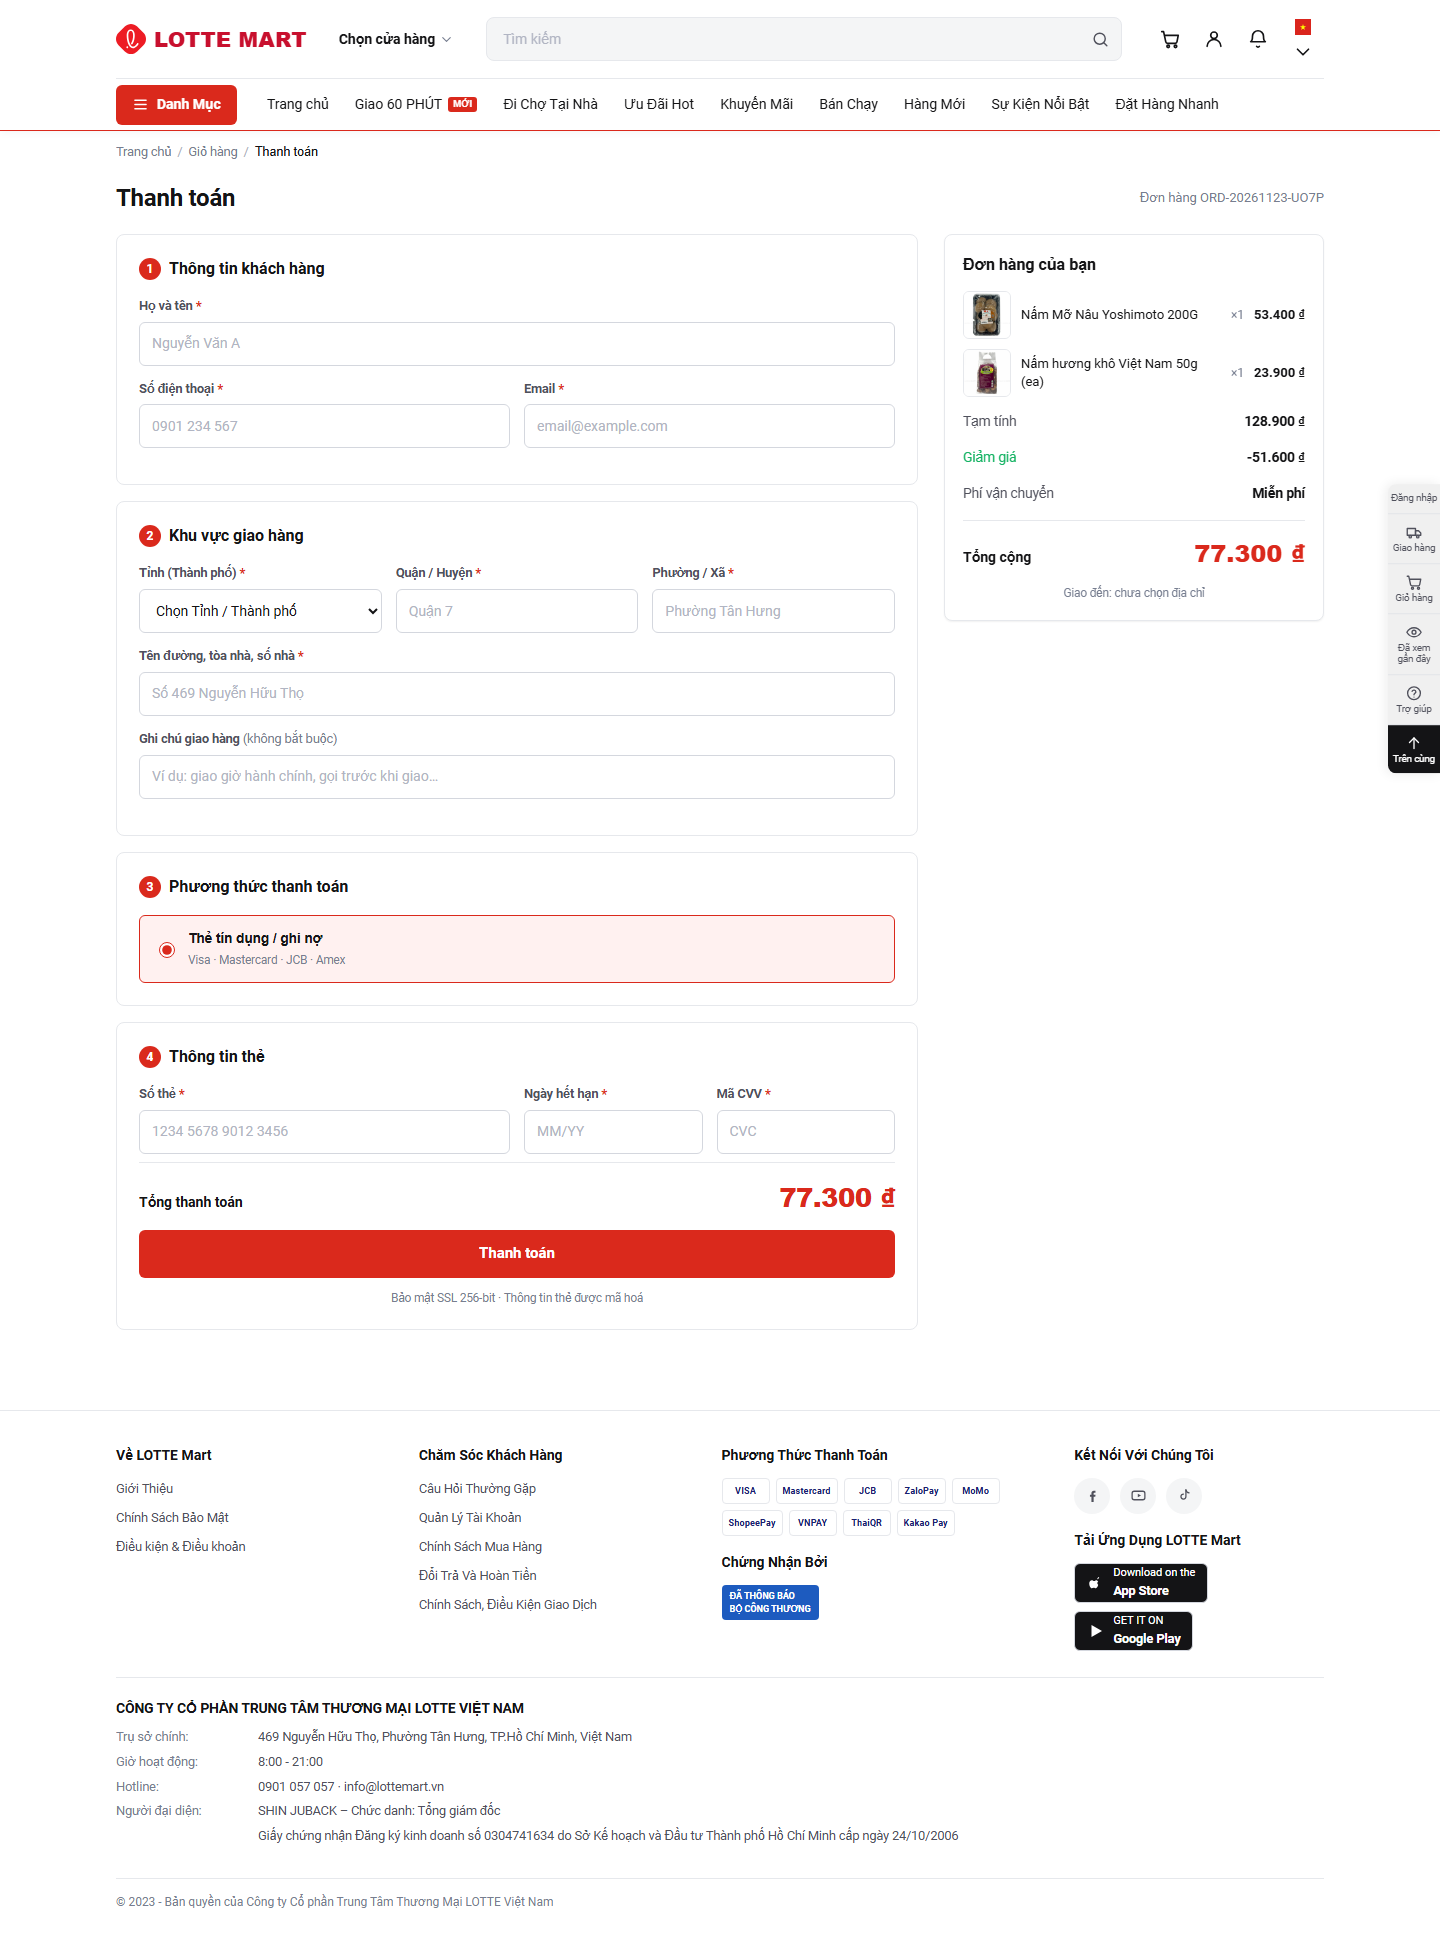 LOTTE MART
Chọn cửa hàng
Tìm kiếm
Danh Mục
Trang chủ
Giao 60 PHÚT MỚI
Đi Chợ Tại Nhà
Ưu Đãi Hot
Khuyến Mãi
Bán Chạy
Hàng Mới
Sự Kiện Nổi Bật
Đặt Hàng Nhanh
Trang chủ / Giỏ hàng / Thanh toán
Thanh toán
Đơn hàng ORD-20261123-UO7P
1 Thông tin khách hàng
Họ và tên *
Nguyễn Văn A
Số điện thoại *
Email *
0901 234 567
email@example.com
2 Khu vực giao hàng
Tỉnh (Thành phố) *
Quận / Huyện *
Phường / Xã *
Chọn Tỉnh / Thành phố
Quận 7
Phường Tân Hưng
Tên đường, tòa nhà, số nhà *
Số 469 Nguyễn Hữu Thọ
Ghi chú giao hàng (không bắt buộc)
Ví dụ: giao giờ hành chính, gọi trước khi giao...
3 Phương thức thanh toán
Thẻ tín dụng / ghi nợ
Visa · Mastercard · JCB · Amex
4 Thông tin thẻ
Số thẻ *
Ngày hết hạn *
Mã CVV *
1234 5678 9012 3456
MM/YY
CVC
Tổng thanh toán
77.300 ₫
Thanh toán
Bảo mật SSL 256-bit · Thông tin thẻ được mã hoá
Đơn hàng của bạn
Nấm Mỡ Nâu Yoshimoto 200G ×1 53.400 ₫
Nấm hương khô Việt Nam 50g (ea) ×1 23.900 ₫
Tạm tính 128.900 ₫
Giảm giá -51.600 ₫
Phí vận chuyển Miễn phí
Tổng cộng 77.300 ₫
Giao đến: chưa chọn địa chỉ
Đăng nhập
Giao hàng
Giỏ hàng
Đã xem
gần đây
Trợ giúp
Trên cùng
Về LOTTE Mart
Giới Thiệu
Chính Sách Bảo Mật
Điều kiện & Điều khoản
Chăm Sóc Khách Hàng
Câu Hỏi Thường Gặp
Quản Lý Tài Khoản
Chính Sách Mua Hàng
Đổi Trả Và Hoàn Tiền
Chính Sách, Điều Kiện Giao Dịch
Phương Thức Thanh Toán
VISA Mastercard JCB ZaloPay MoMo
ShopeePay VNPAY ThaiQR Kakao Pay
Chứng Nhận Bởi
ĐÃ THÔNG BÁO
BỘ CÔNG THƯƠNG
Kết Nối Với Chúng Tôi
Tải Ứng Dụng LOTTE Mart
Download on the
App Store
GET IT ON
Google Play
CÔNG TY CỔ PHẦN TRUNG TÂM THƯƠNG MẠI LOTTE VIỆT NAM
Trụ sở chính: 469 Nguyễn Hữu Thọ, Phường Tân Hưng, TP.Hồ Chí Minh, Việt Nam
Giờ hoạt động: 8:00 - 21:00
Hotline: 0901 057 057 · info@lottemart.vn
Người đại diện: SHIN JUBACK – Chức danh: Tổng giám đốc
Giấy chứng nhận Đăng ký kinh doanh số 0304741634 do Sở Kế hoạch và Đầu tư Thành phố Hồ Chí Minh cấp ngày 24/10/2006
© 2023 - Bản quyền của Công ty Cổ phần Trung Tâm Thương Mại LOTTE Việt Nam